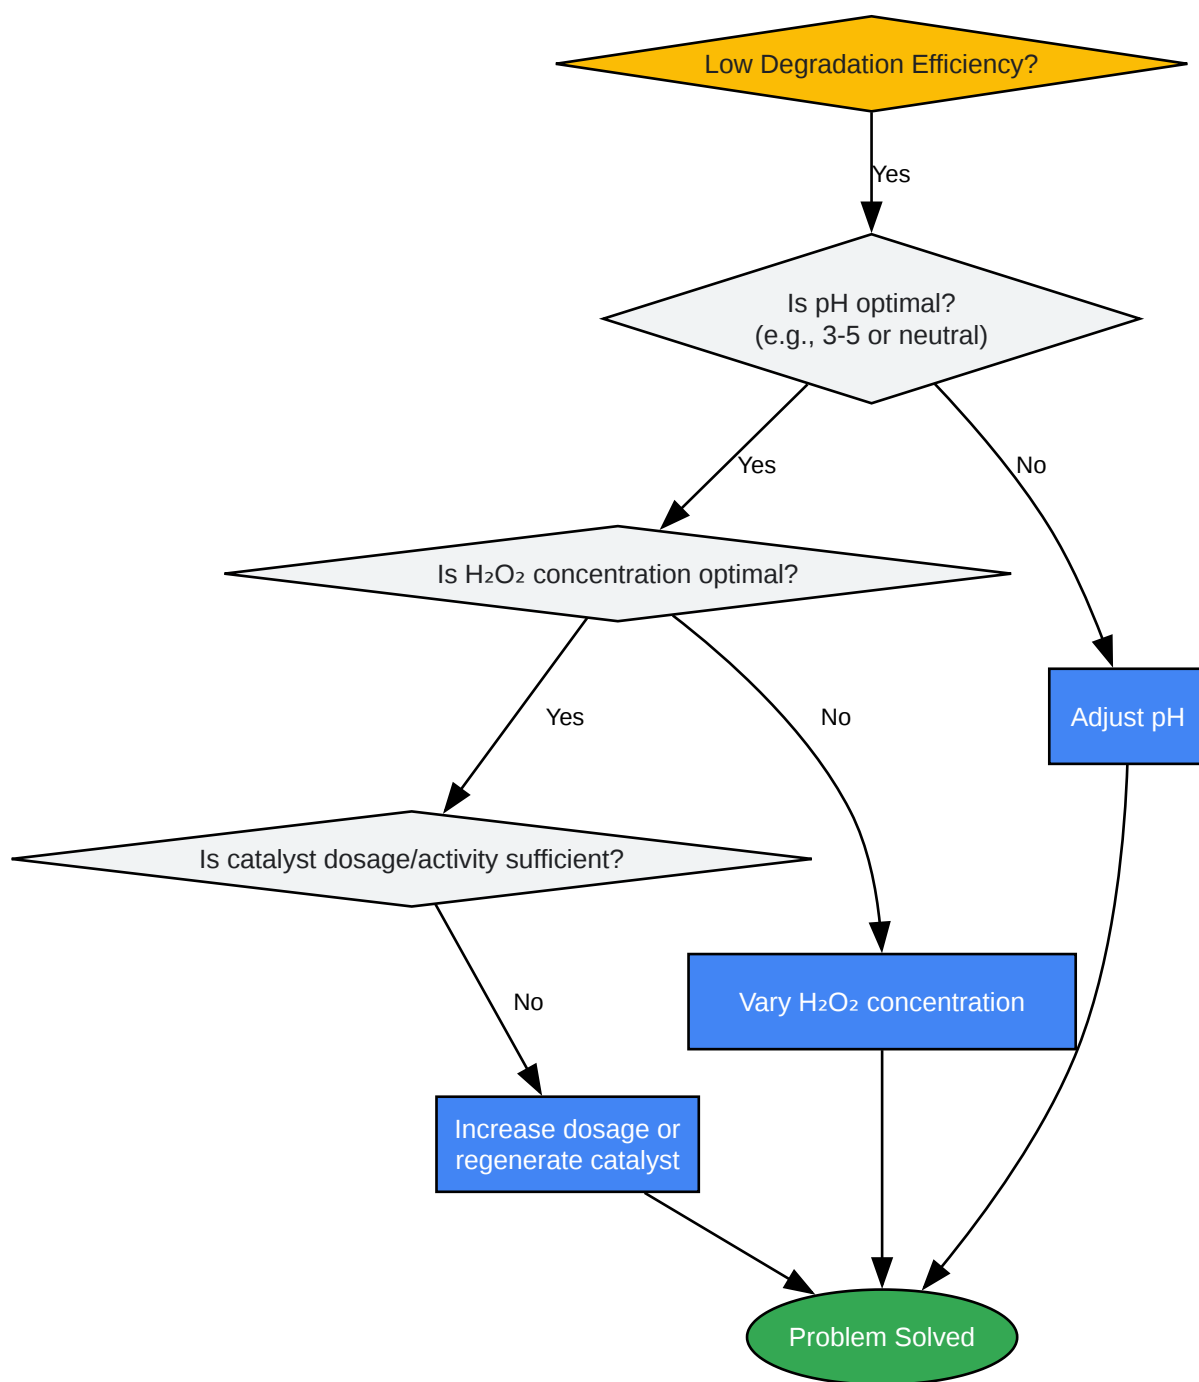 Low Degradation Efficiency?
Yes
Is pH optimal?
(e.g., 3-5 or neutral)
Yes
No
Is H₂O₂ concentration optimal?
Yes
No
Adjust pH
Is catalyst dosage/activity sufficient?
No
Vary H₂O₂ concentration
Increase dosage or
regenerate catalyst
Problem Solved